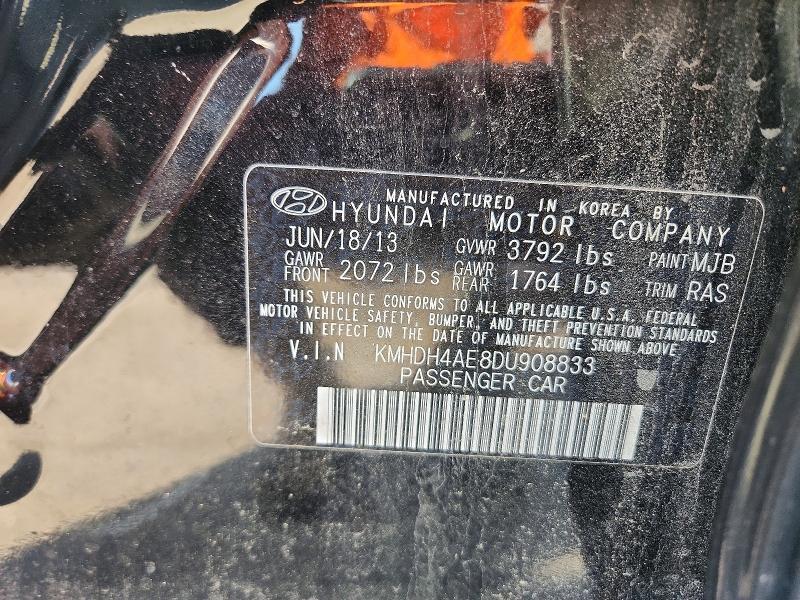 MANUFACTURED IN KOREA BY
HYUNDAI MOTOR COMPANY
JUN/18/13 GVWR 3792 lbs PAINT MJB
GAWR FRONT 2072 lbs GAWR REAR 1764 lbs TRIM RAS
THIS VEHICLE CONFORMS TO ALL APPLICABLE U.S.A. FEDERAL
MOTOR VEHICLE SAFETY, BUMPER, AND THEFT PREVENTION STANDARDS
IN EFFECT ON THE DATE OF MANUFACTURE SHOWN ABOVE.
V.I.N KMHDH4AE8DU908833
PASSENGER CAR